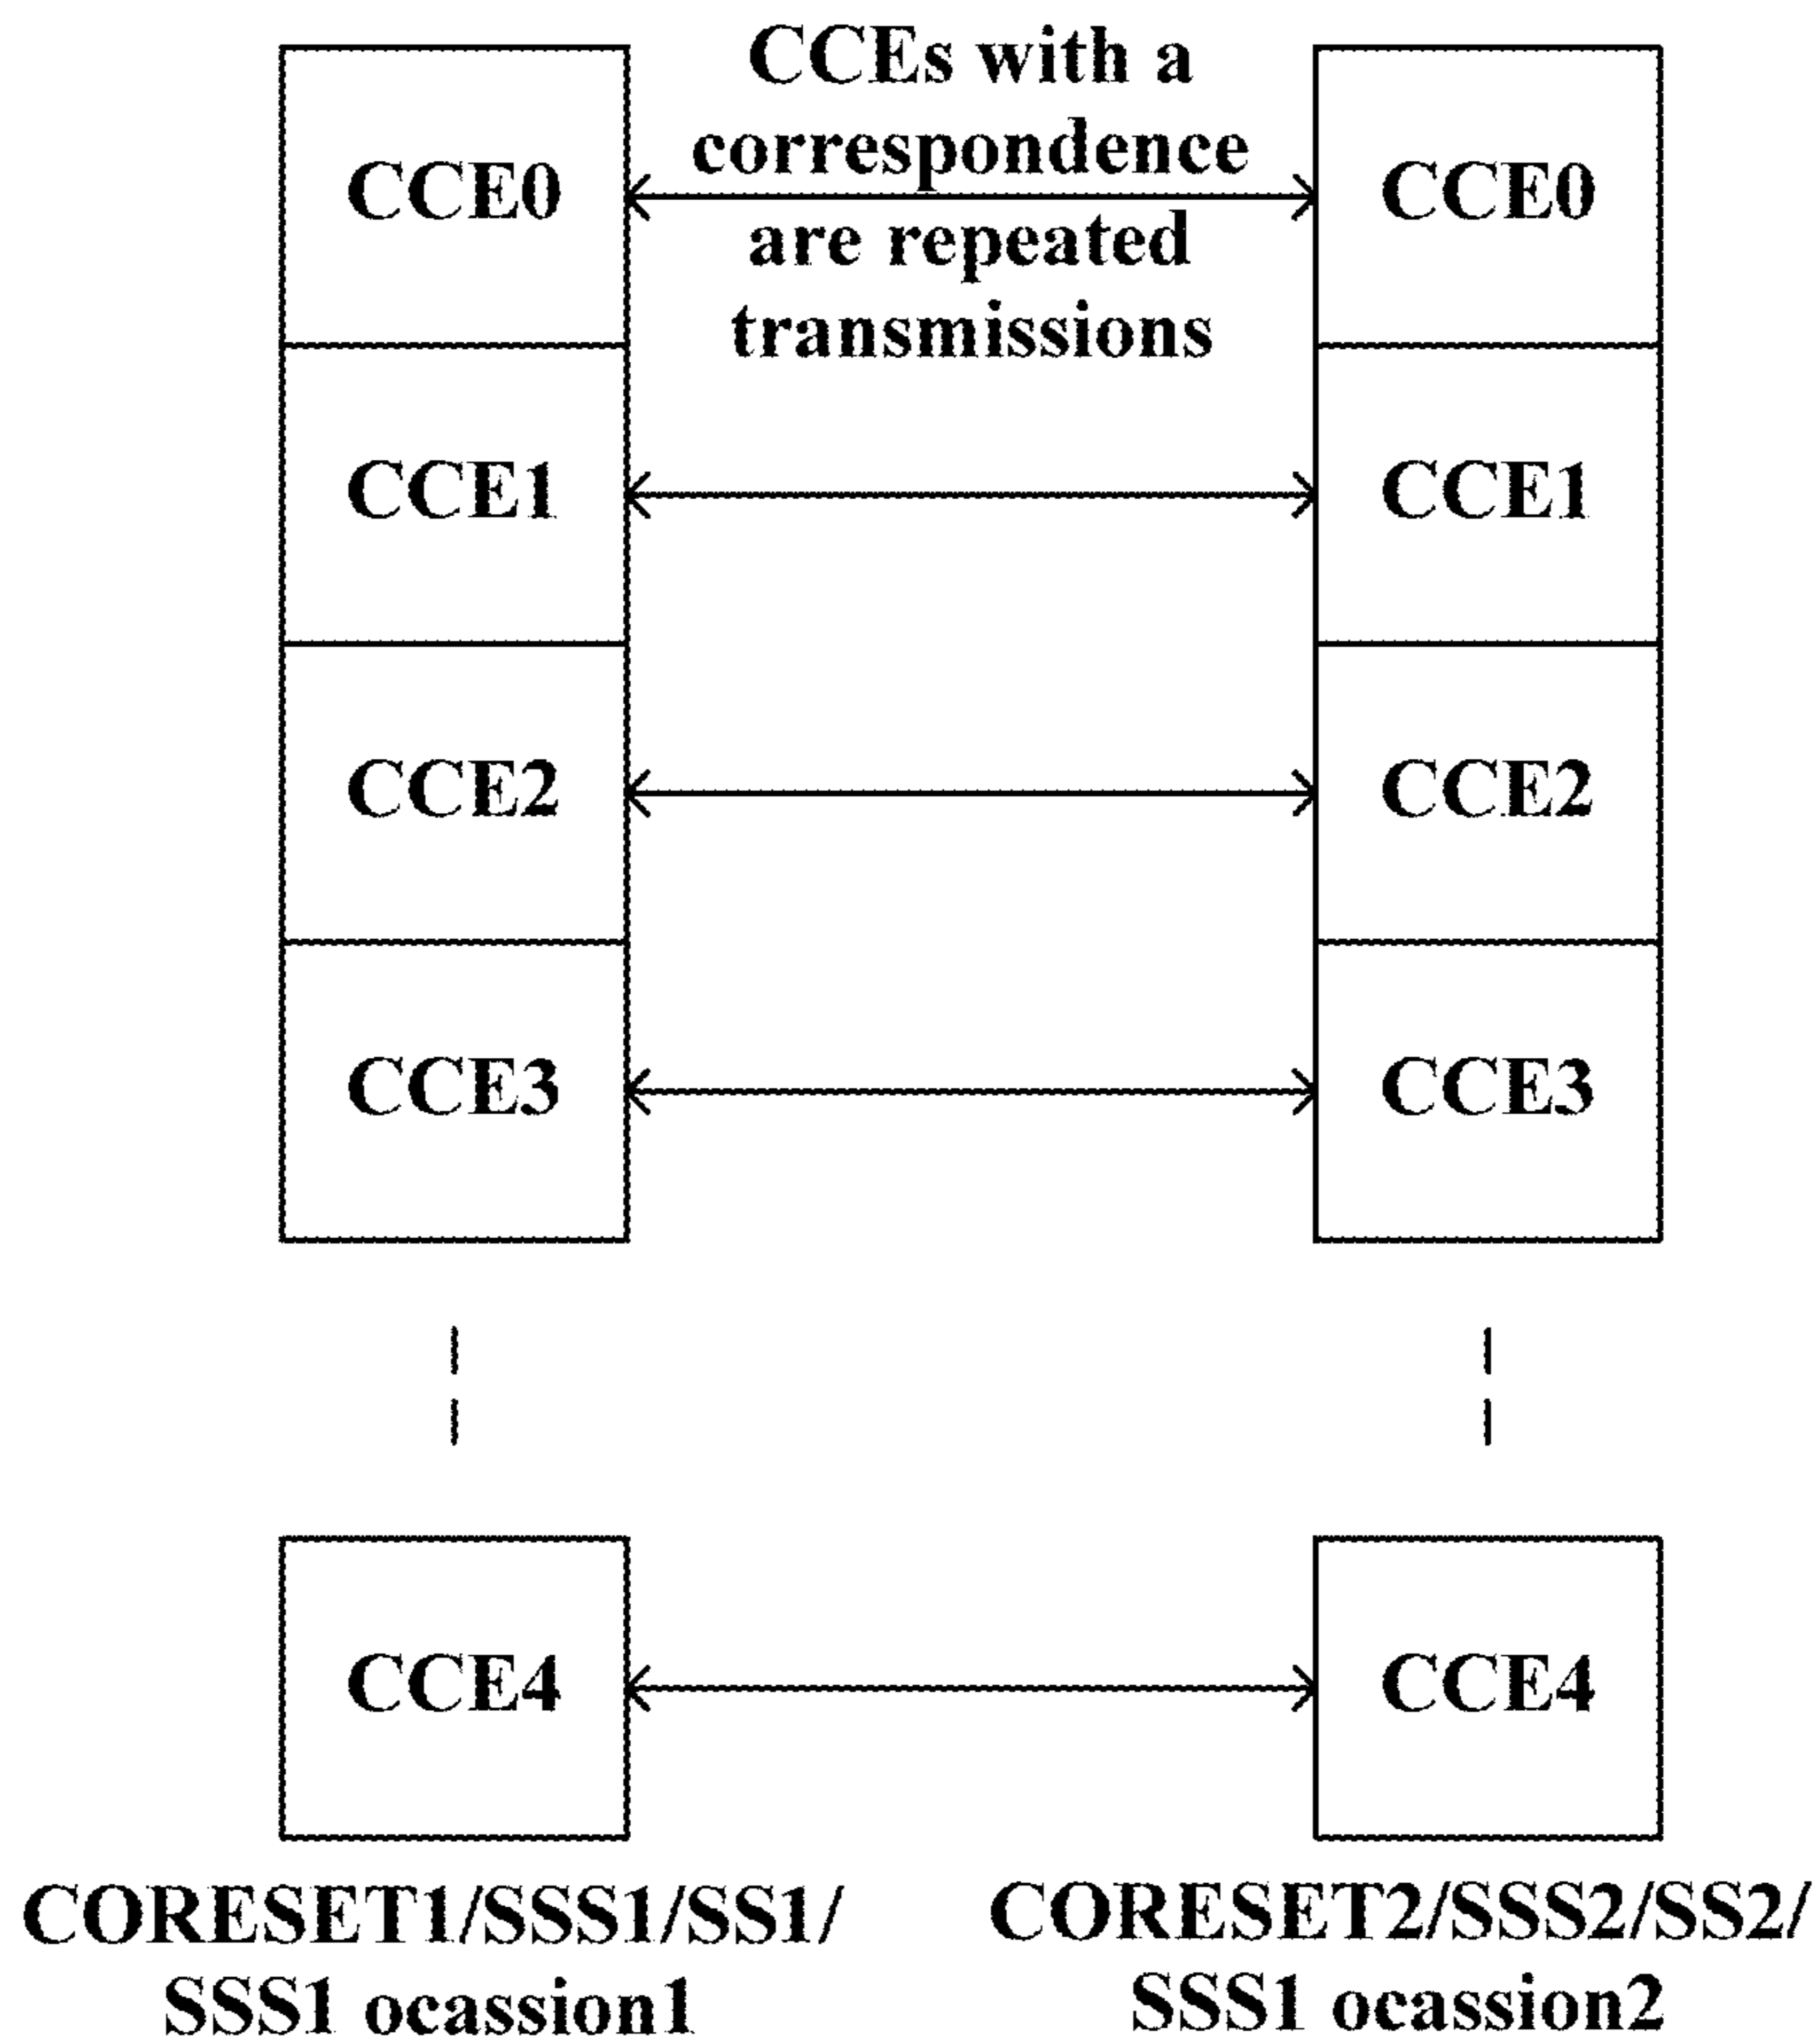 CCEs with a
correspondence
are repeated
transmissions
CCE0
CCE0
CCE1
CCE1
CCE2
CCE2
CCE3
CCE3
CCE4
CCE4
CORESET1/SSS1/SS1/
SSS1 ocassion1
CORESET2/SSS2/SS2/
SSS1 ocassion2